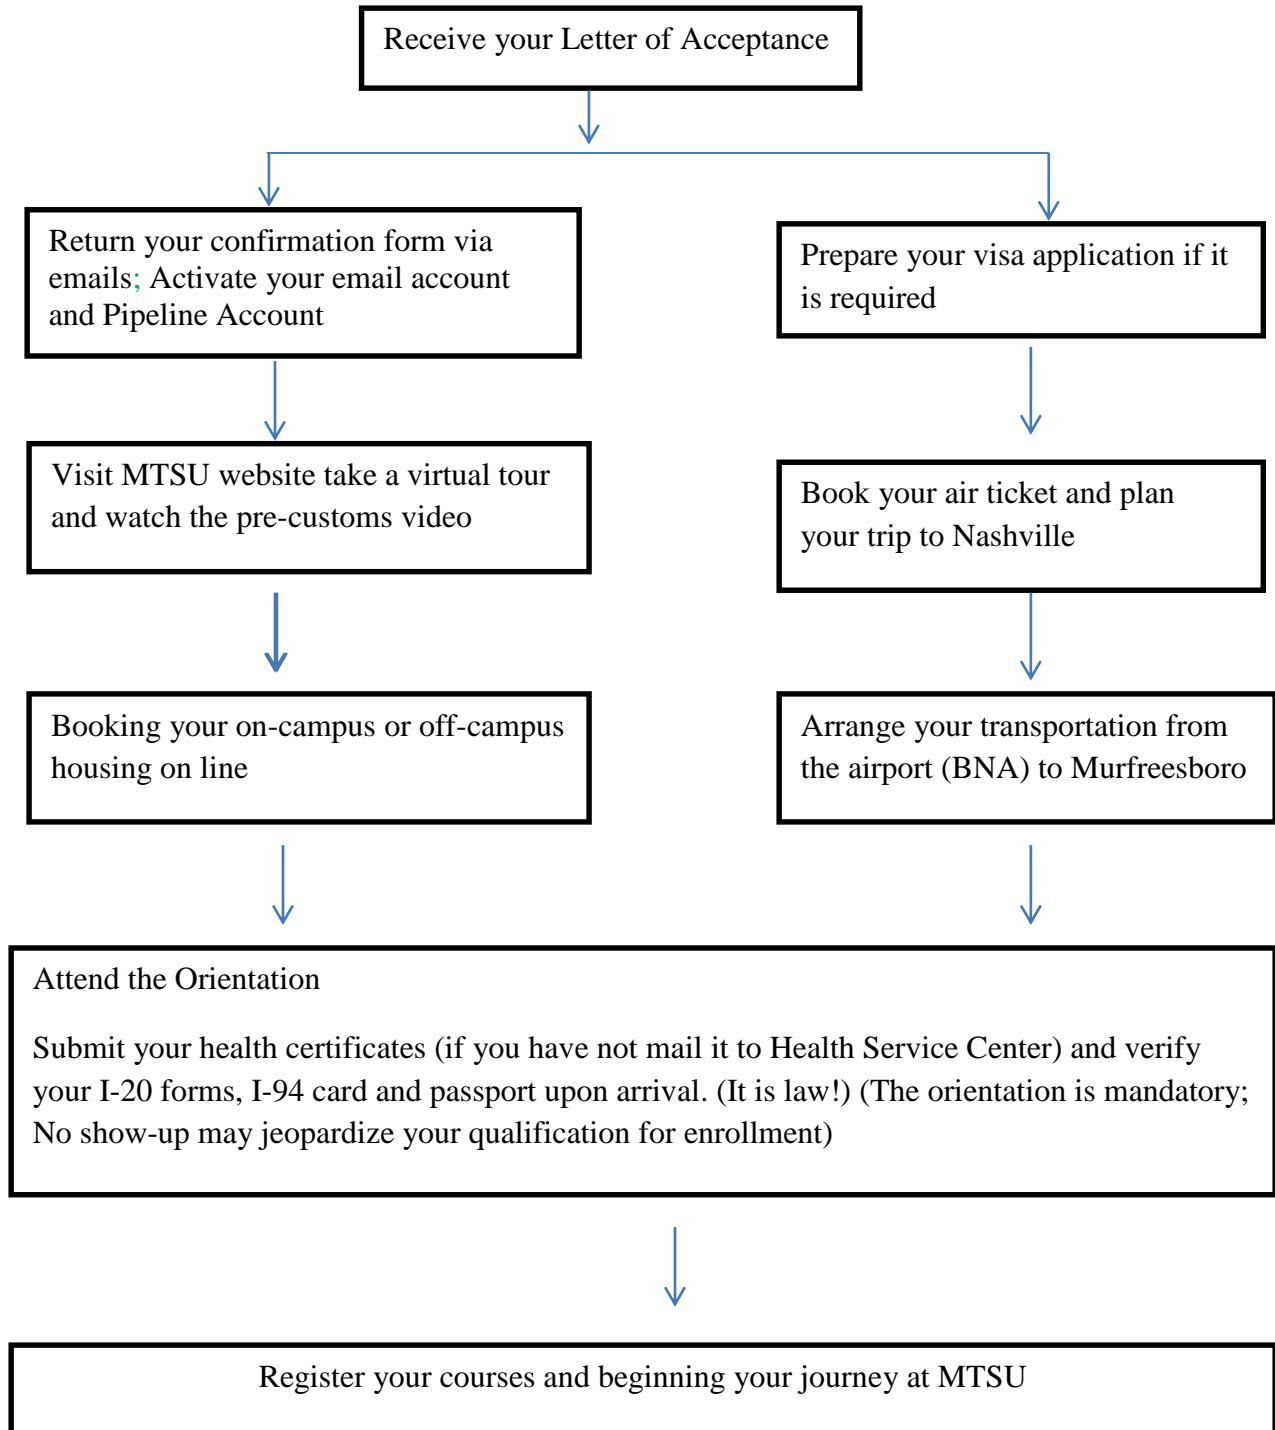 Receive your Letter of Acceptance
Return your confirmation form via
emails; Activate your email account
and Pipeline Account
Prepare your visa application if it
is required
Visit MTSU website take a virtual tour
and watch the pre-customs video
Book your air ticket and plan
your trip to Nashville
Booking your on-campus or off-campus
housing on line
Arrange your transportation from
the airport (BNA) to Murfreesboro
Attend the Orientation
Submit your health certificates (if you have not mail it to Health Service Center) and verify
your I-20 forms, I-94 card and passport upon arrival. (It is law!) (The orientation is mandatory;
No show-up may jeopardize your qualification for enrollment)
Register your courses and beginning your journey at MTSU